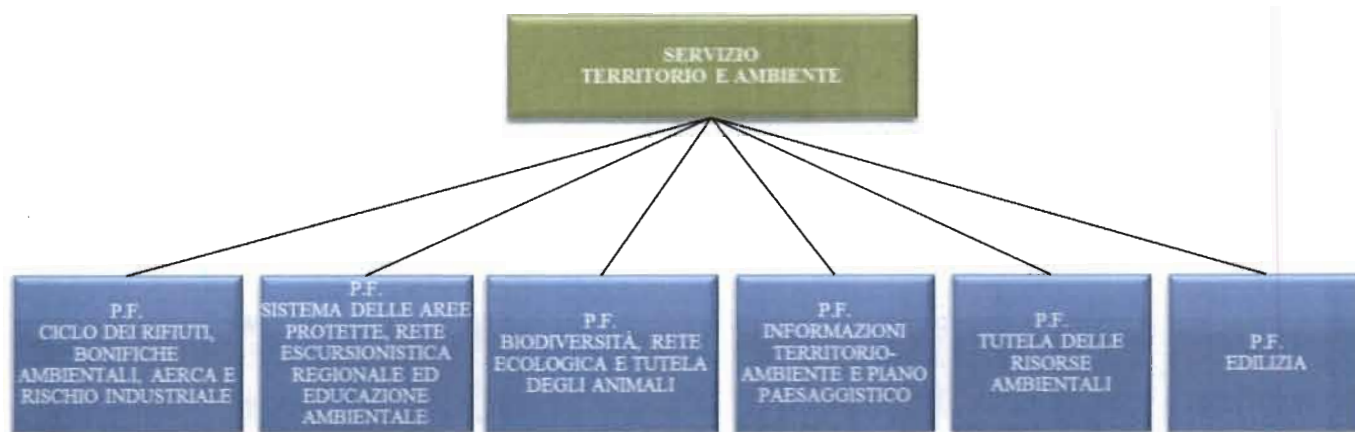 SERVIZIO
TERRITORIO E AMBIENTE
P.F.
CICLO DEI RIFIUTI,
BONIFICHE
AMBIENTALI, AERCA E
RISCHIO INDUSTRIALE
P.F.
SISTEMA DELLE AREE
PROTETTE, RETE
ESCURSIONISTICA
REGIONALE ED
EDUCAZIONE
AMBIENTALE
P.F.
BIODIVERSITÀ, RETE
ECOLOGICA E TUTELA
DEGLI ANIMALI
P.F.
INFORMAZIONI
TERRITORIO-
AMBIENTE E PIANO
PAESAGGISTICO
P.F.
TUTELA DELLE
RISORSE
AMBIENTALI
P.F.
EDILIZIA